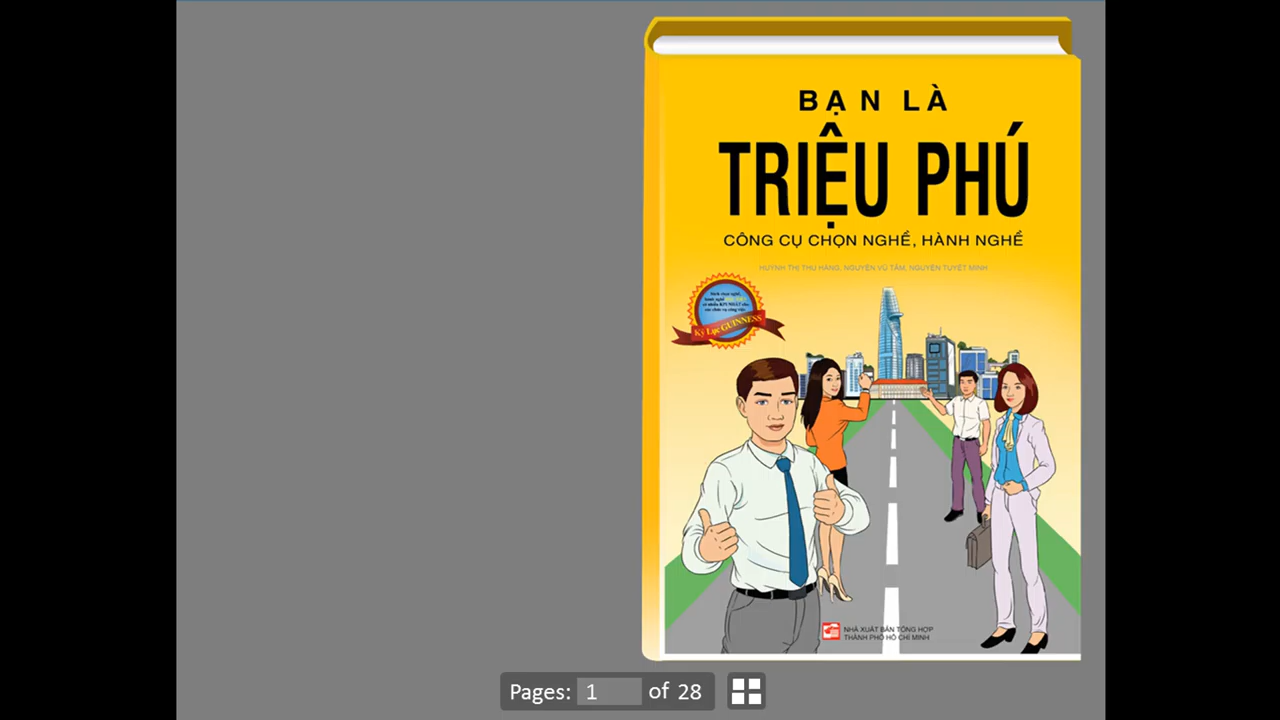 BẠN LÀ
TRIỆU PHÚ
CÔNG CỤ CHỌN NGHỀ, HÀNH NGHỀ
HUỲNH THỊ THU HẰNG, NGUYỄN VŨ TẦM, NGUYỄN TUYẾT MINH
Kỷ Lục GUINNESS
NHÀ XUẤT BẢN TỔNG HỢP
THÀNH PHỐ HỒ CHÍ MINH
Pages: 1 of 28